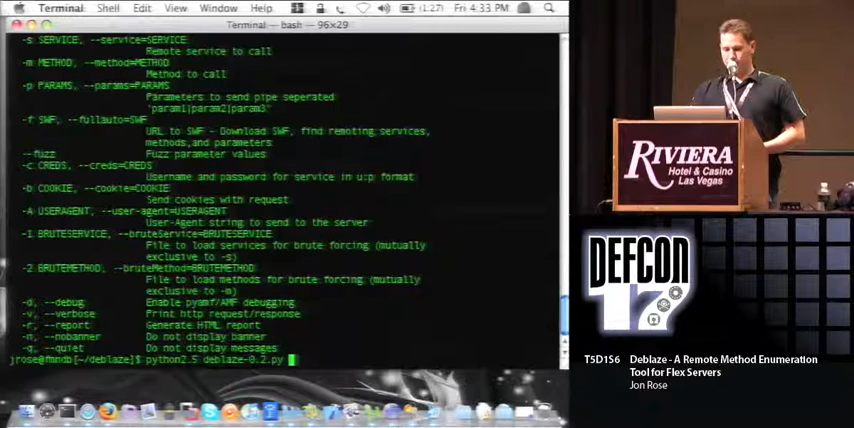 Terminal Shell Edit View Window Help (1:27) Fri 4:33 PM
Terminal — bash — 96×29
-s SERVICE, --service=SERVICE
Remote service to call
-m METHOD, --method=METHOD
Method to call
-p PARAMS, --params=PARAMS
Parameters to send pipe seperated
'param1|param2|param3'
-f SWF, --fullauto=SWF
URL to SWF - Download SWF, find remoting services,
methods,and parameters
--fuzz Fuzz parameter values
-c CREDS, --creds=CREDS
Username and password for service in u:p format
-b COOKIE, --cookie=COOKIE
Send cookies with request
-A USERAGENT, --user-agent=USERAGENT
User-Agent string to send to the server
-1 BRUTESERVICE, --bruteService=BRUTESERVICE
File to load services for brute forcing (mutually
exclusive to -s)
-2 BRUTEMETHOD, --bruteMethod=BRUTEMETHOD
File to load methods for brute forcing (mutually
exclusive to -m)
-d, --debug Enable pyamf/AMF debugging
-v, --verbose Print http request/response
-r, --report Generate HTML report
-n, --nobanner Do not display banner
-q, --quiet Do not display messages
jrose@fmndb[~/deblaze]$ python2.5 deblaze-0.2.py
RIVIERA
Hotel & Casino
Las Vegas
DEFCON
17
T5D1S6 Deblaze - A Remote Method Enumeration
Tool for Flex Servers
Jon Rose